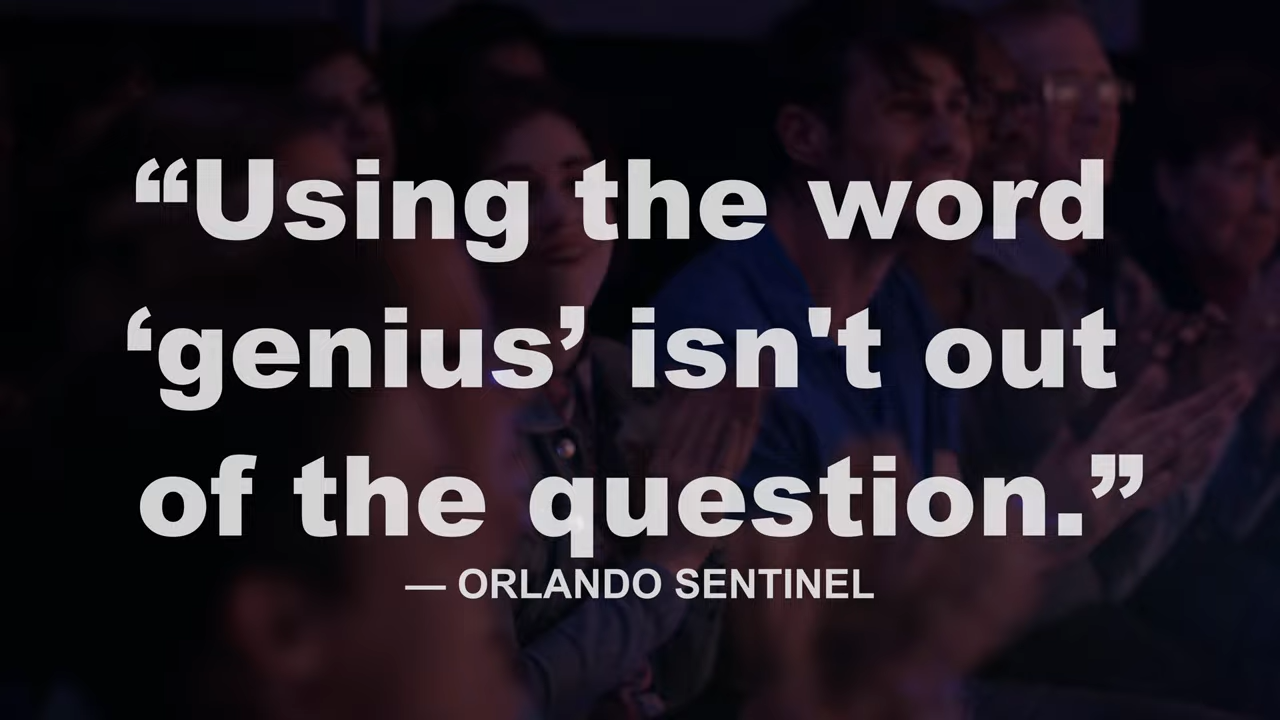 “Using the word
‘genius’ isn't out
of the question.”
— ORLANDO SENTINEL